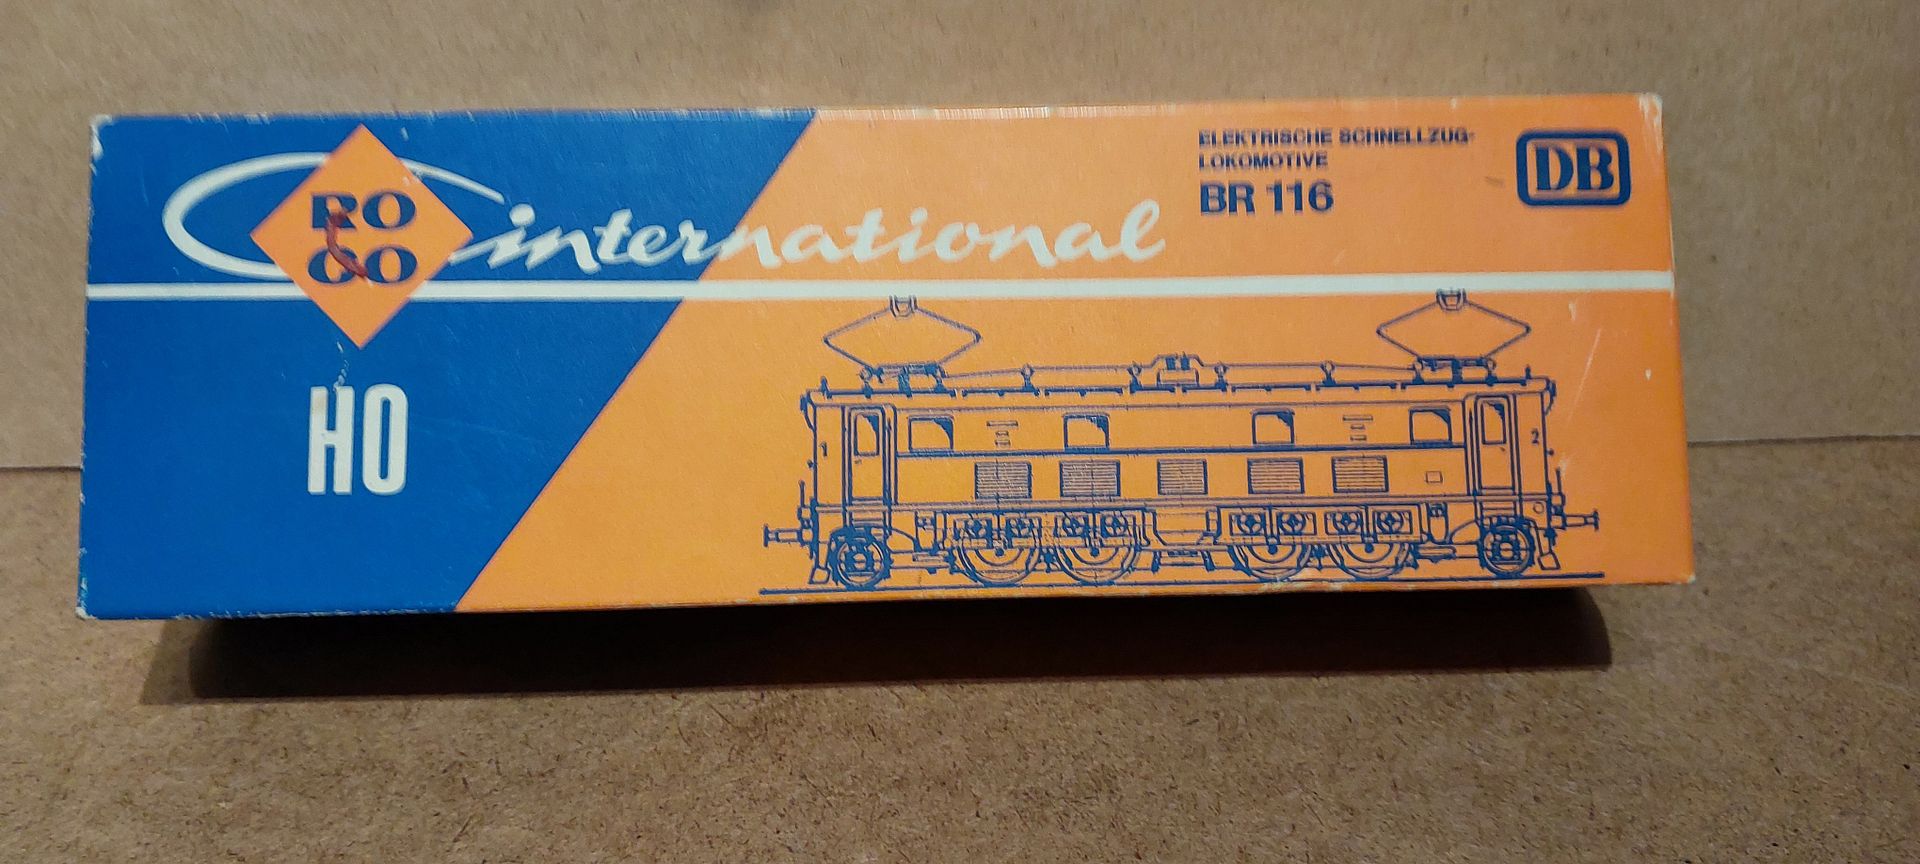 RO
CO
international
HO
ELEKTRISCHE SCHNELLZUG-
LOKOMOTIVE
BR 116
DB
1
2